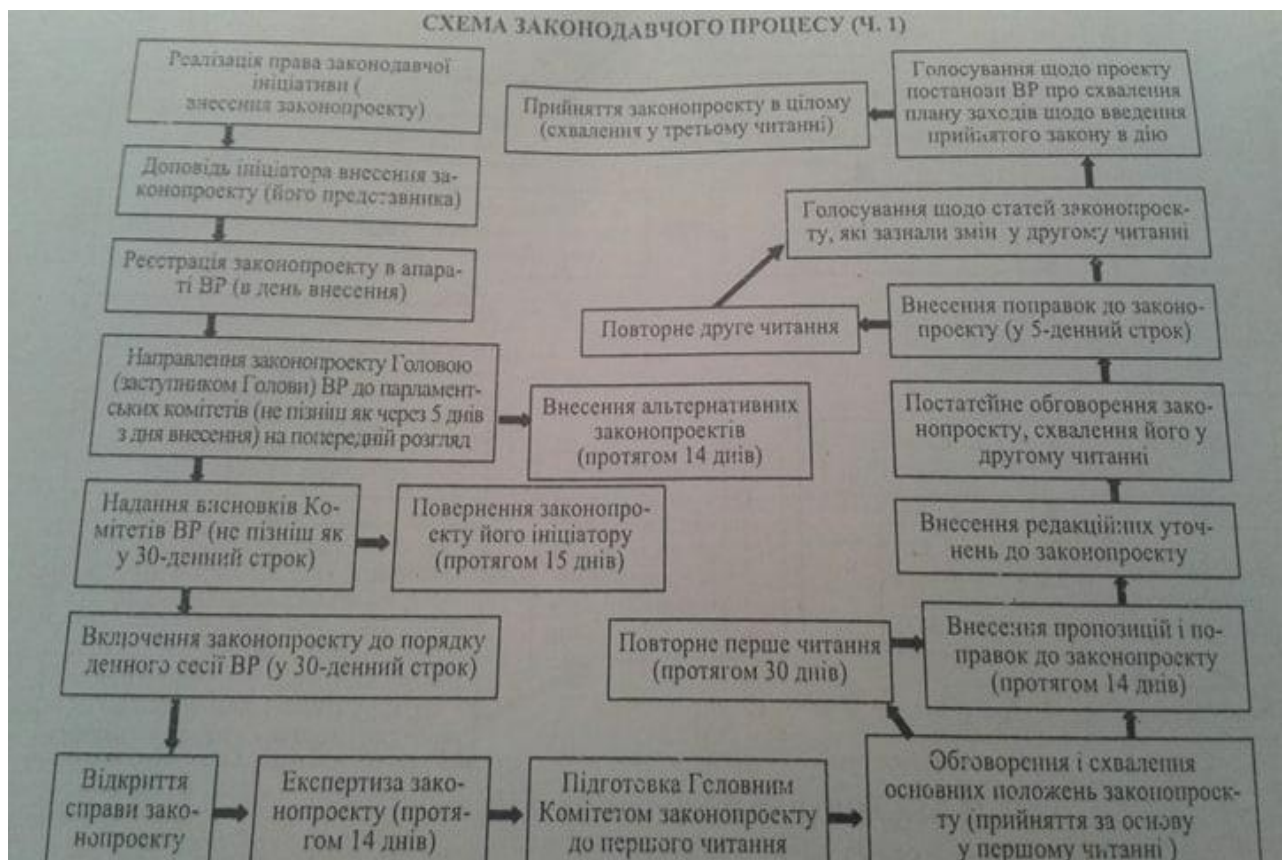 СХЕМА ЗАКОНОДАВЧОГО ПРОЦЕСУ (Ч. 1)
Реалізація права законодавчої
ініціативи (
внесення законопроекту)
Доповідь ініціатора внесення за-
конопроекту (його представника)
Реєстрація законопроекту в апара-
ті ВР (в день внесення)
Направлення законопроекту Головою
(заступником Голови) ВР до парламент-
ських комітетів (не пізніш як через 5 днів
з дня внесення) на попередній розгляд
Внесення альтернативних
законопроектів
(протягом 14 днів)
Надання висновків Ко-
мітетів ВР (не пізніш як
у 30-денний строк)
Повернення законопро-
екту його ініціатору
(протягом 15 днів)
Включення законопроекту до порядку
денного сесії ВР (у 30-денний строк)
Відкриття
справи зако-
нопроекту
Експертиза зако-
нопроекту (протя-
гом 14 днів)
Підготовка Головним
Комітетом законопроекту
до першого читання
Обговорення і схвалення
основних положень законопроек-
ту (прийняття за основу
у першому читанні )
Повторне перше читання
(протягом 30 днів)
Внесення пропозицій і по-
правок до законопроекту
(протягом 14 днів)
Внесення редакційних уточ-
нень до законопроекту
Постатейне обговорення зако-
нопроекту, схвалення його у
другому читанні
Внесення поправок до зако-
нопроекту (у 5-денний строк)
Повторне друге читання
Голосування щодо статей законопроек-
ту, які зазнали змін у другому читанні
Голосування щодо проекту
постанови ВР про схвалення
плану заходів щодо введення
прийнятого закону в дію
Прийняття законопроекту в цілому
(схвалення у третьому читанні)